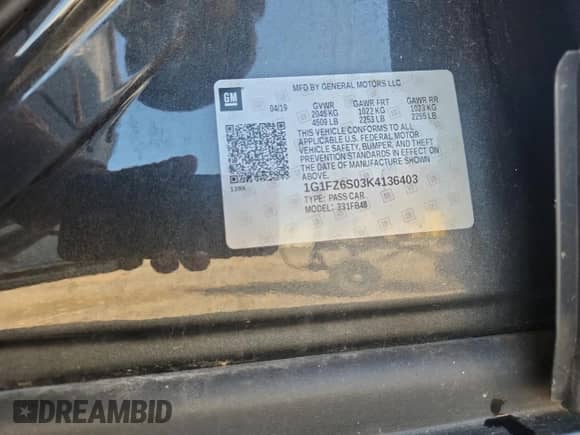 MFD BY GENERAL MOTORS LLC
GM
04/19 GVWR GAWR FRT GAWR RR
2045 KG 1022 KG 1023 KG
4509 LB 2253 LB 2255 LB
THIS VEHICLE CONFORMS TO ALL
APPLICABLE U.S. FEDERAL MOTOR
VEHICLE SAFETY, BUMPER, AND THEFT
PREVENTION STANDARDS IN EFFECT ON
THE DATE OF MANUFACTURE SHOWN
ABOVE.
1G1FZ6S03K4136403
TYPE: PASS CAR
MODEL: 331FB48
DREAMBID